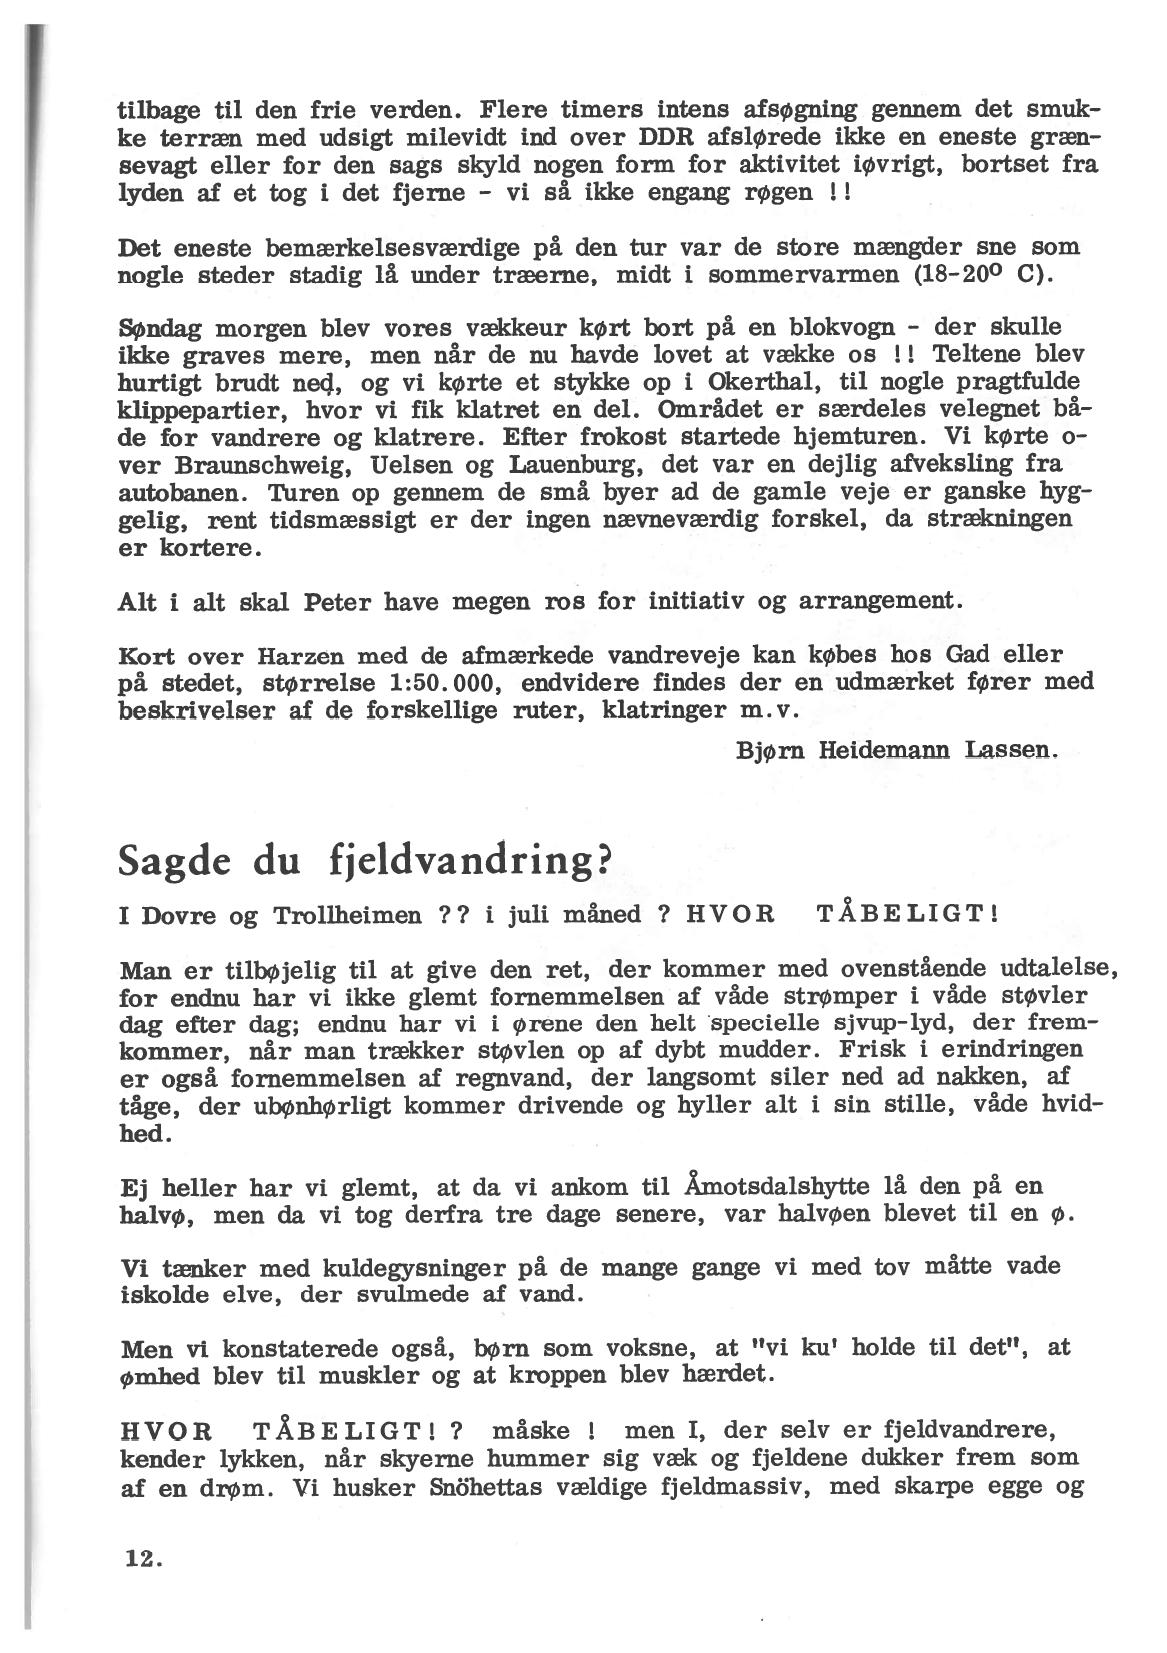 tilbage til den frie verden. Flere timers intens afsøgning gennem det smuk-
ke terræn med udsigt milevidt ind over DDR afslørede ikke en eneste græn-
sevagt eller for den sags skyld nogen form for aktivitet iøvrigt, bortset fra
lyden af et tog i det fjerne - vi så ikke engang røgen !!
Det eneste bemærkelsesværdige på den tur var de store mængder sne som
nogle steder stadig lå under træerne, midt i sommervarmen (18-20º C).
Søndag morgen blev vores vækkeur kørt bort på en blokvogn - der skulle
ikke graves mere, men når de nu havde lovet at vække os !! Teltene blev
hurtigt brudt ned, og vi kørte et stykke op i Okerthal, til nogle pragtfulde
klippepartier, hvor vi fik klatret en del. Området er særdeles velegnet bå-
de for vandrere og klatrere. Efter frokost startede hjemturen. Vi kørte o-
ver Braunschweig, Uelsen og Lauenburg, det var en dejlig afveksling fra
autobanen. Turen op gennem de små byer ad de gamle veje er ganske hyg-
gelig, rent tidsmæssigt er der ingen nævneværdig forskel, da strækningen
er kortere.
Alt i alt skal Peter have megen ros for initiativ og arrangement.
Kort over Harzen med de afmærkede vandreveje kan købes hos Gad eller
på stedet, størrelse 1:50.000, endvidere findes der en udmærket fører med
beskrivelser af de forskellige ruter, klatringer m.v.
Bjørn Heidemann Lassen.
Sagde du fjeldvandring?
I Dovre og Trollheimen ?? i juli måned ? HVOR TÅBELIGT!
Man er tilbøjelig til at give den ret, der kommer med ovenstående udtalelse,
for endnu har vi ikke glemt fornemmelsen af våde strømper i våde støvler
dag efter dag; endnu har vi i ørene den helt specielle sjvup-lyd, der frem-
kommer, når man trækker støvlen op af dybt mudder. Frisk i erindringen
er også fornemmelsen af regnvand, der langsomt siler ned ad nakken, af
tåge, der ubønhørligt kommer drivende og hyller alt i sin stille, våde hvid-
hed.
Ej heller har vi glemt, at da vi ankom til Åmotsdalshytte lå den på en
halvø, men da vi tog derfra tre dage senere, var halvøen blevet til en ø.
Vi tænker med kuldegysninger på de mange gange vi med tov måtte vade
iskolde elve, der svulmede af vand.
Men vi konstaterede også, børn som voksne, at "vi ku' holde til det", at
ømhed blev til muskler og at kroppen blev hærdet.
HVOR TÅBELIGT! ? måske ! men I, der selv er fjeldvandrere,
kender lykken, når skyerne hummer sig væk og fjeldene dukker frem som
af en drøm. Vi husker Snöhettas vældige fjeldmassiv, med skarpe egge og
12.